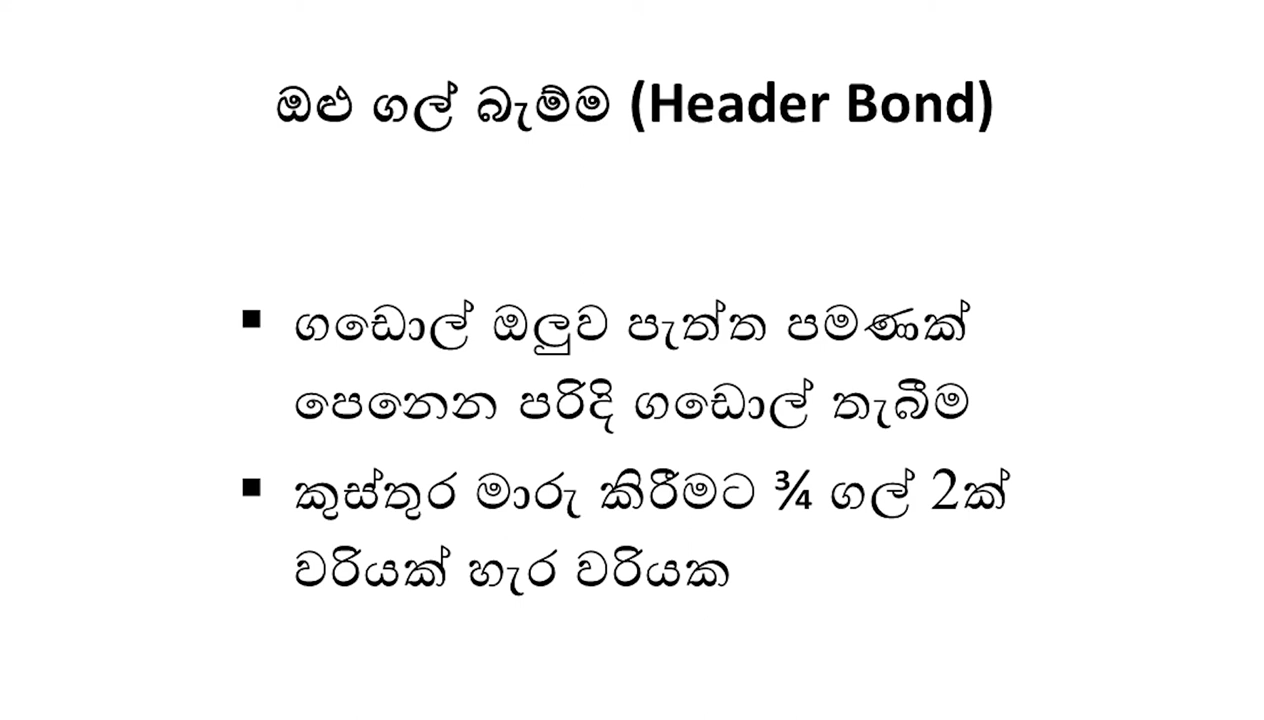 ඔළු ගල් බැම්ම (Header Bond)
▪ ගඩොල් ඔලුව පැත්ත පමණක්
පෙනෙන පරිදි ගඩොල් තැබීම
▪ කුස්තුර මාරු කිරීමට ¾ ගල් 2ක්
වරියක් හැර වරියක